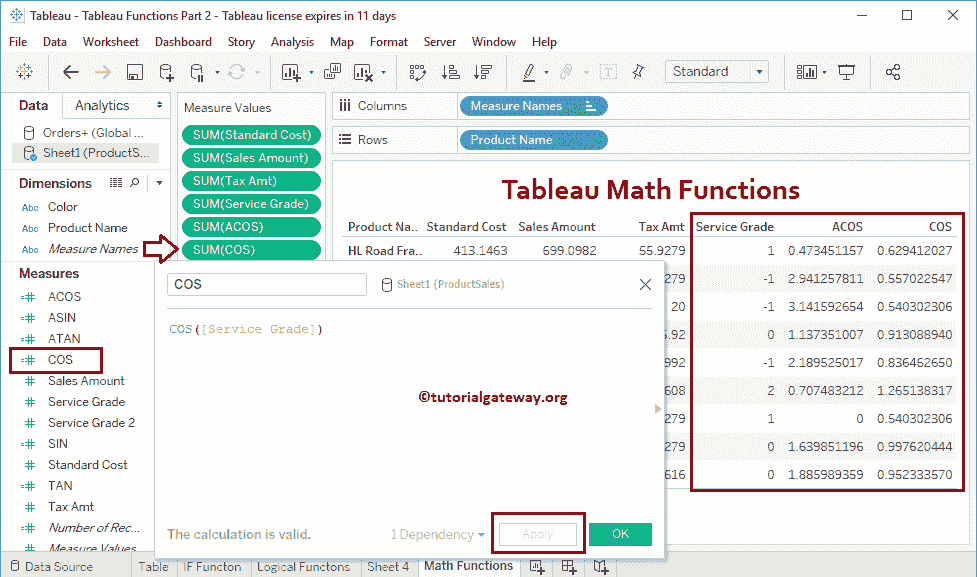 Tableau - Tableau Functions Part 2 - Tableau license expires in 11 days
File Data Worksheet Dashboard Story Analysis Map Format Server Window Help
Standard
Data Analytics
Orders+ (Global ...
Sheet1 (ProductS...
Dimensions
Abc Color
Abc Product Name
Abc Measure Names
Measures
ACOS
ASIN
ATAN
COS
Sales Amount
Service Grade
Service Grade 2
SIN
Standard Cost
TAN
Tax Amt
Number of Rec...
Measure Values
Measure Values
SUM(Standard Cost)
SUM(Sales Amount)
SUM(Tax Amt)
SUM(Service Grade)
SUM(ACOS)
SUM(COS)
Columns Measure Names
Rows Product Name
Tableau Math Functions
Product Na.. Standard Cost Sales Amount Tax Amt Service Grade ACOS COS
HL Road Fra.. 413.1463 699.0982 55.9279 1 0.473451157 0.629412027
279 -1 2.941257811 0.557022547
20 -1 3.141592654 0.540302306
.92 0 1.137351007 0.913088940
992 -1 2.189525017 0.836462650
608 2 0.707483212 1.265138317
279 1 0 0.540302306
279 0 1.639851196 0.997620444
616 0 1.885989359 0.952333570
COS Sheet1 (ProductSales)
COS([Service Grade])
©tutorialgateway.org
The calculation is valid. 1 Dependency Apply OK
Data Source Table IF Functon Logical Functons Sheet 4 Math Functions